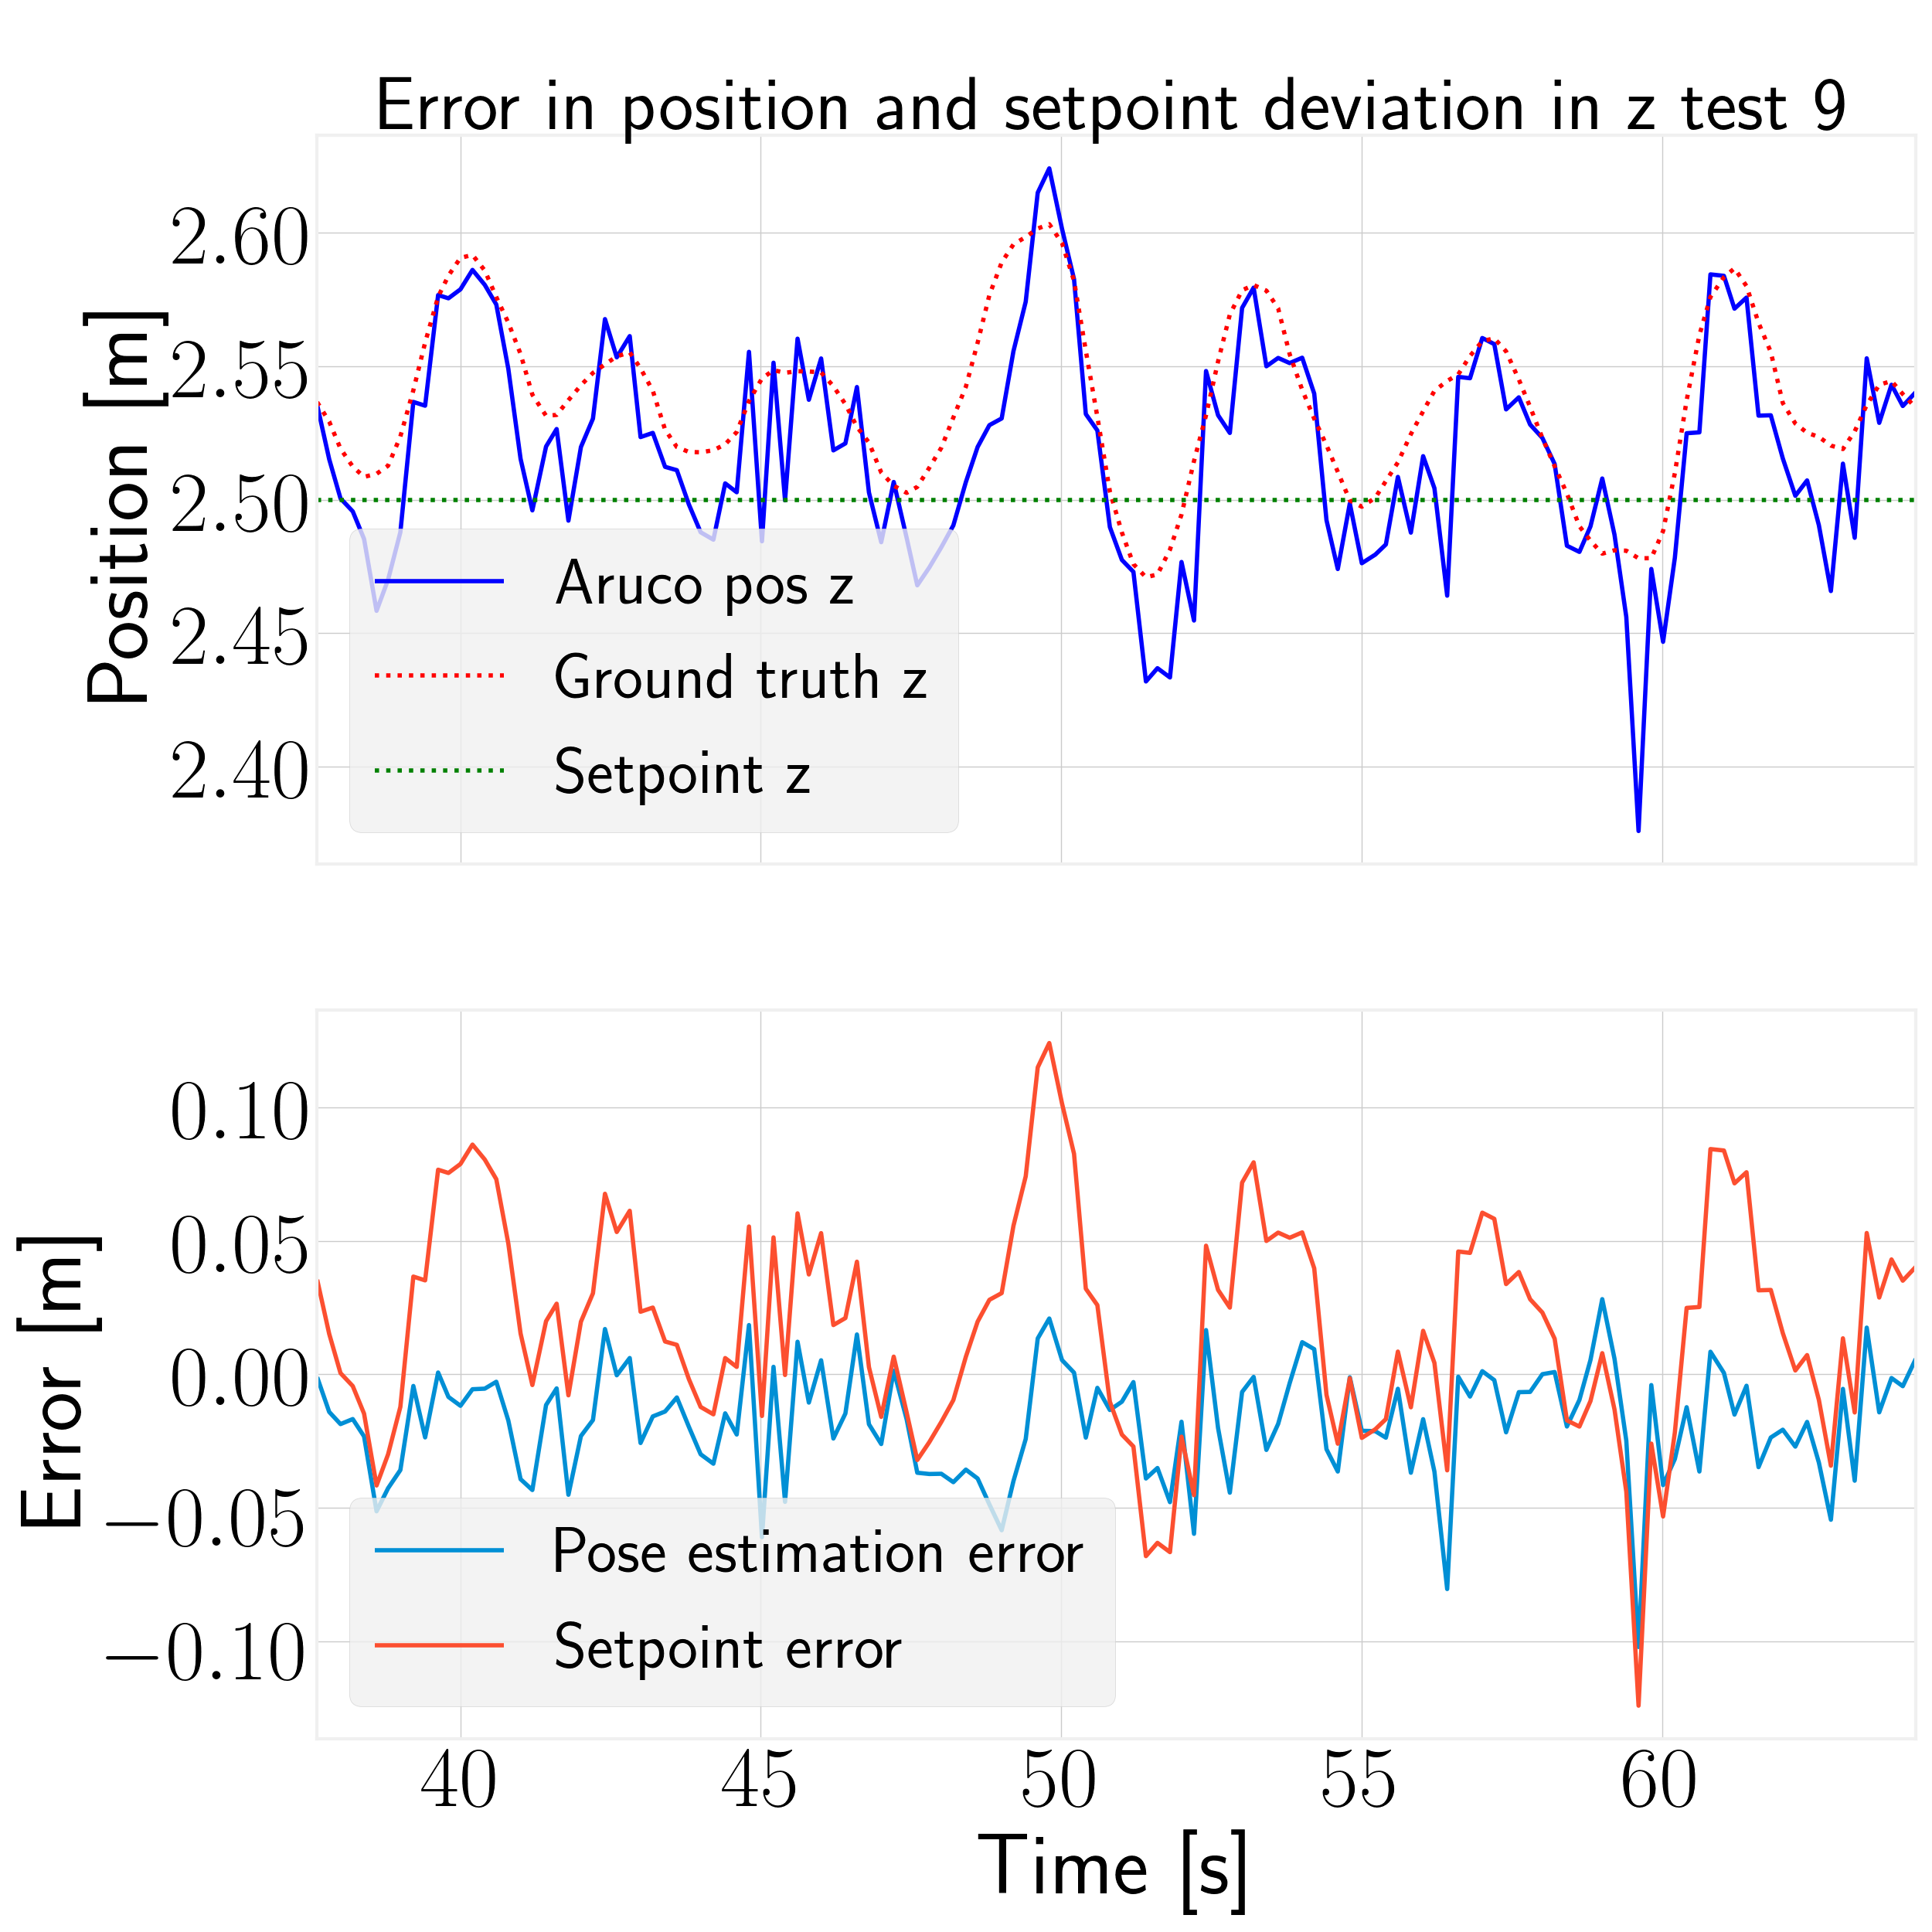 Error in position and setpoint deviation in z test 9
Position [m]
2.60
2.55
2.50
2.45
2.40
Aruco pos z
Ground truth z
Setpoint z
Error [m]
0.10
0.05
0.00
−0.05
−0.10
Pose estimation error
Setpoint error
40 45 50 55 60
Time [s]